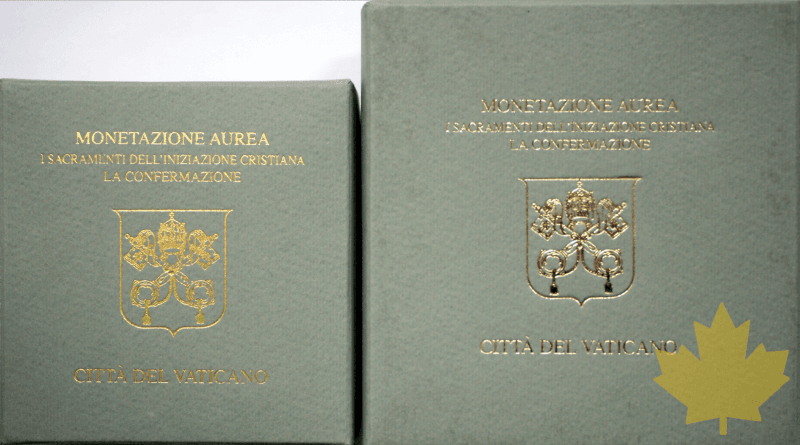 MONETAZIONE AUREA
I SACRAMENTI DELL'INIZIAZIONE CRISTIANA
LA CONFERMAZIONE
CITTÀ DEL VATICANO
MONETAZIONE AUREA
I SACRAMENTI DELL'INIZIAZIONE CRISTIANA
LA CONFERMAZIONE
CITTÀ DEL VATICANO